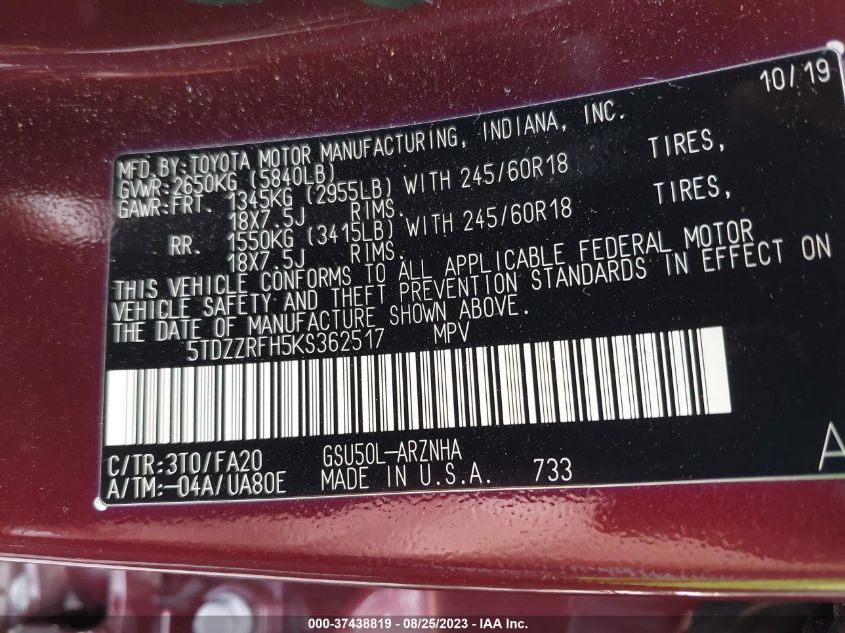 10/19
MFD.BY:TOYOTA MOTOR MANUFACTURING, INDIANA, INC.
GVWR:2650KG (5840LB)
GAWR:FRT. 1345KG (2955LB) WITH 245/60R18 TIRES,
18X7.5J RIMS.
RR. 1550KG (3415LB) WITH 245/60R18 TIRES,
18X7.5J RIMS.
THIS VEHICLE CONFORMS TO ALL APPLICABLE FEDERAL MOTOR
VEHICLE SAFETY AND THEFT PREVENTION STANDARDS IN EFFECT ON
THE DATE OF MANUFACTURE SHOWN ABOVE.
5TDZZRFH5KS362517 MPV
C/TR:3T0/FA20 GSU50L-ARZNHA
A/TM:-04A/UA80E MADE IN U.S.A. 733
A
000-37438819 - 08/25/2023 - IAA Inc.